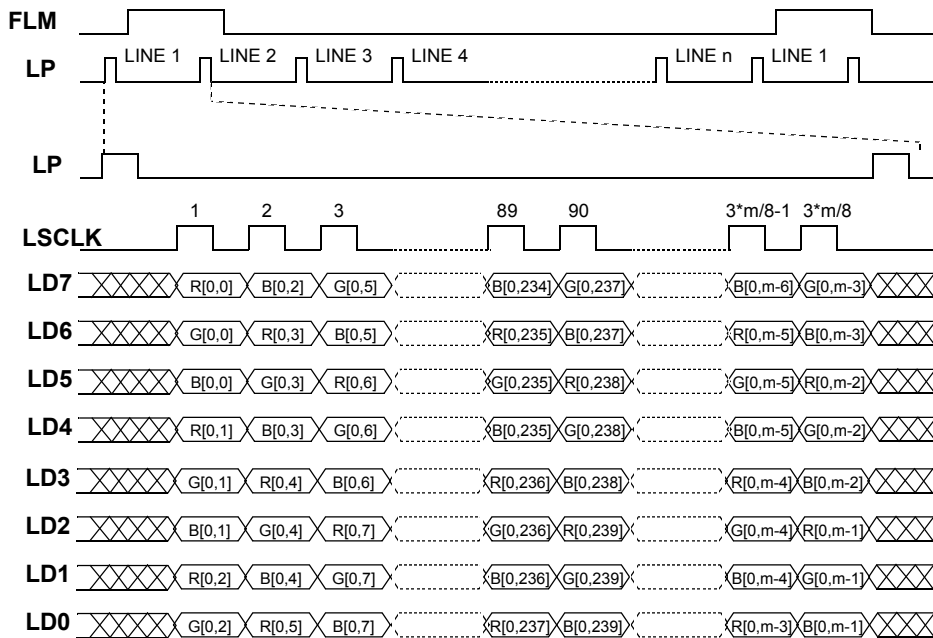 FLM
LINE 1 LINE 2 LINE 3 LINE 4 LINE n LINE 1
LP
LP
1 2 3 89 90 3*m/8-1 3*m/8
LSCLK
LD7 R[0,0] B[0,2] G[0,5] B[0,234] G[0,237] B[0,m-6] G[0,m-3]
LD6 G[0,0] R[0,3] B[0,5] R[0,235] B[0,237] R[0,m-5] B[0,m-3]
LD5 B[0,0] G[0,3] R[0,6] G[0,235] R[0,238] G[0,m-5] R[0,m-2]
LD4 R[0,1] B[0,3] G[0,6] B[0,235] G[0,238] B[0,m-5] G[0,m-2]
LD3 G[0,1] R[0,4] B[0,6] R[0,236] B[0,238] R[0,m-4] B[0,m-2]
LD2 B[0,1] G[0,4] R[0,7] G[0,236] R[0,239] G[0,m-4] R[0,m-1]
LD1 R[0,2] B[0,4] G[0,7] B[0,236] G[0,239] B[0,m-4] G[0,m-1]
LD0 G[0,2] R[0,5] B[0,7] R[0,237] B[0,239] R[0,m-3] B[0,m-1]